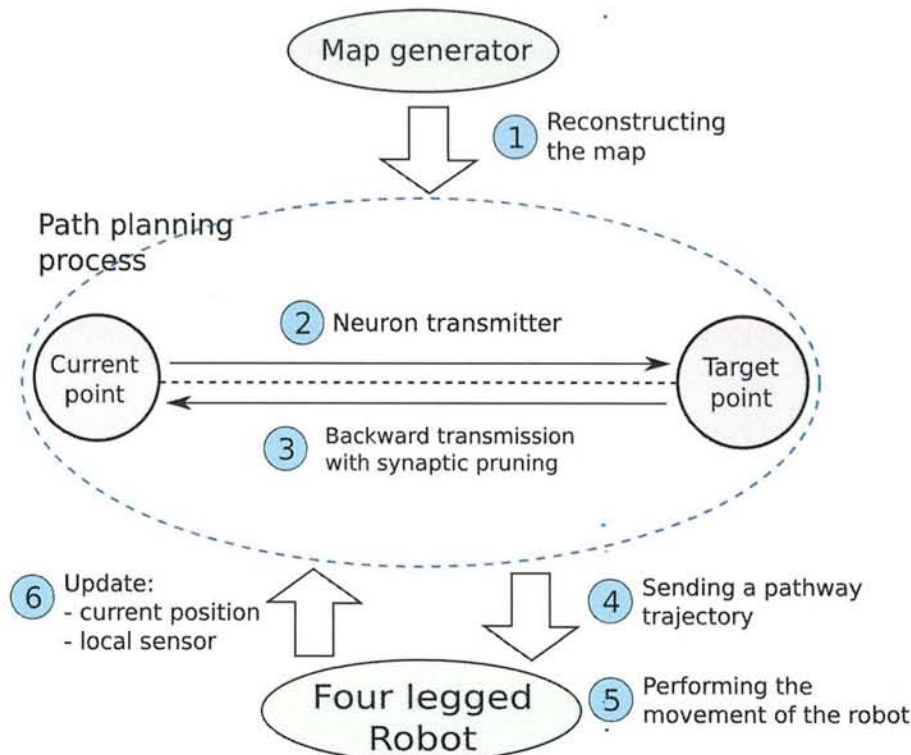 Map generator
1 Reconstructing
the map
Path planning
process
2 Neuron transmitter
Current
point
Target
point
3 Backward transmission
with synaptic pruning
6 Update:
- current position
- local sensor
4 Sending a pathway
trajectory
Four legged
Robot
5 Performing the
movement of the robot